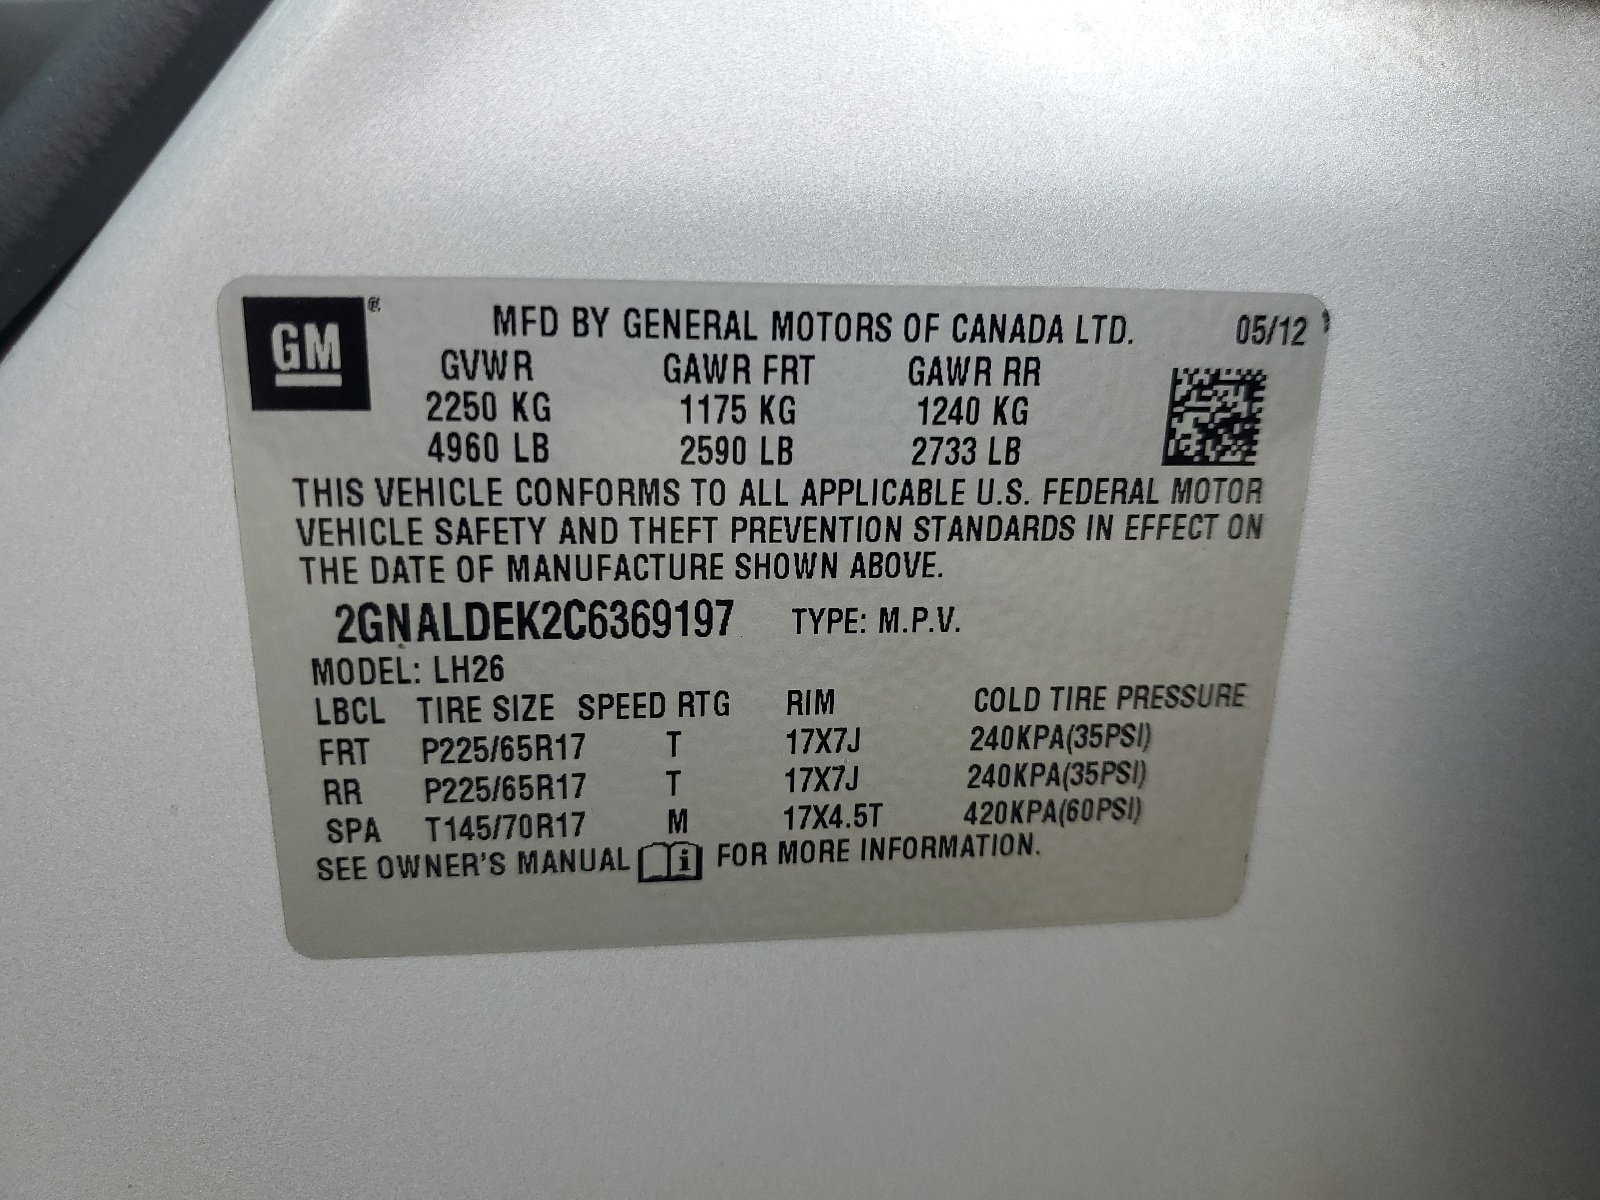 GM ®
MFD BY GENERAL MOTORS OF CANADA LTD. 05/12
GVWR GAWR FRT GAWR RR
2250 KG 1175 KG 1240 KG
4960 LB 2590 LB 2733 LB
THIS VEHICLE CONFORMS TO ALL APPLICABLE U.S. FEDERAL MOTOR
VEHICLE SAFETY AND THEFT PREVENTION STANDARDS IN EFFECT ON
THE DATE OF MANUFACTURE SHOWN ABOVE.
2GNALDEK2C6369197 TYPE: M.P.V.
MODEL: LH26
LBCL TIRE SIZE SPEED RTG RIM COLD TIRE PRESSURE
FRT P225/65R17 T 17X7J 240KPA(35PSI)
RR P225/65R17 T 17X7J 240KPA(35PSI)
SPA T145/70R17 M 17X4.5T 420KPA(60PSI)
SEE OWNER'S MANUAL i FOR MORE INFORMATION.